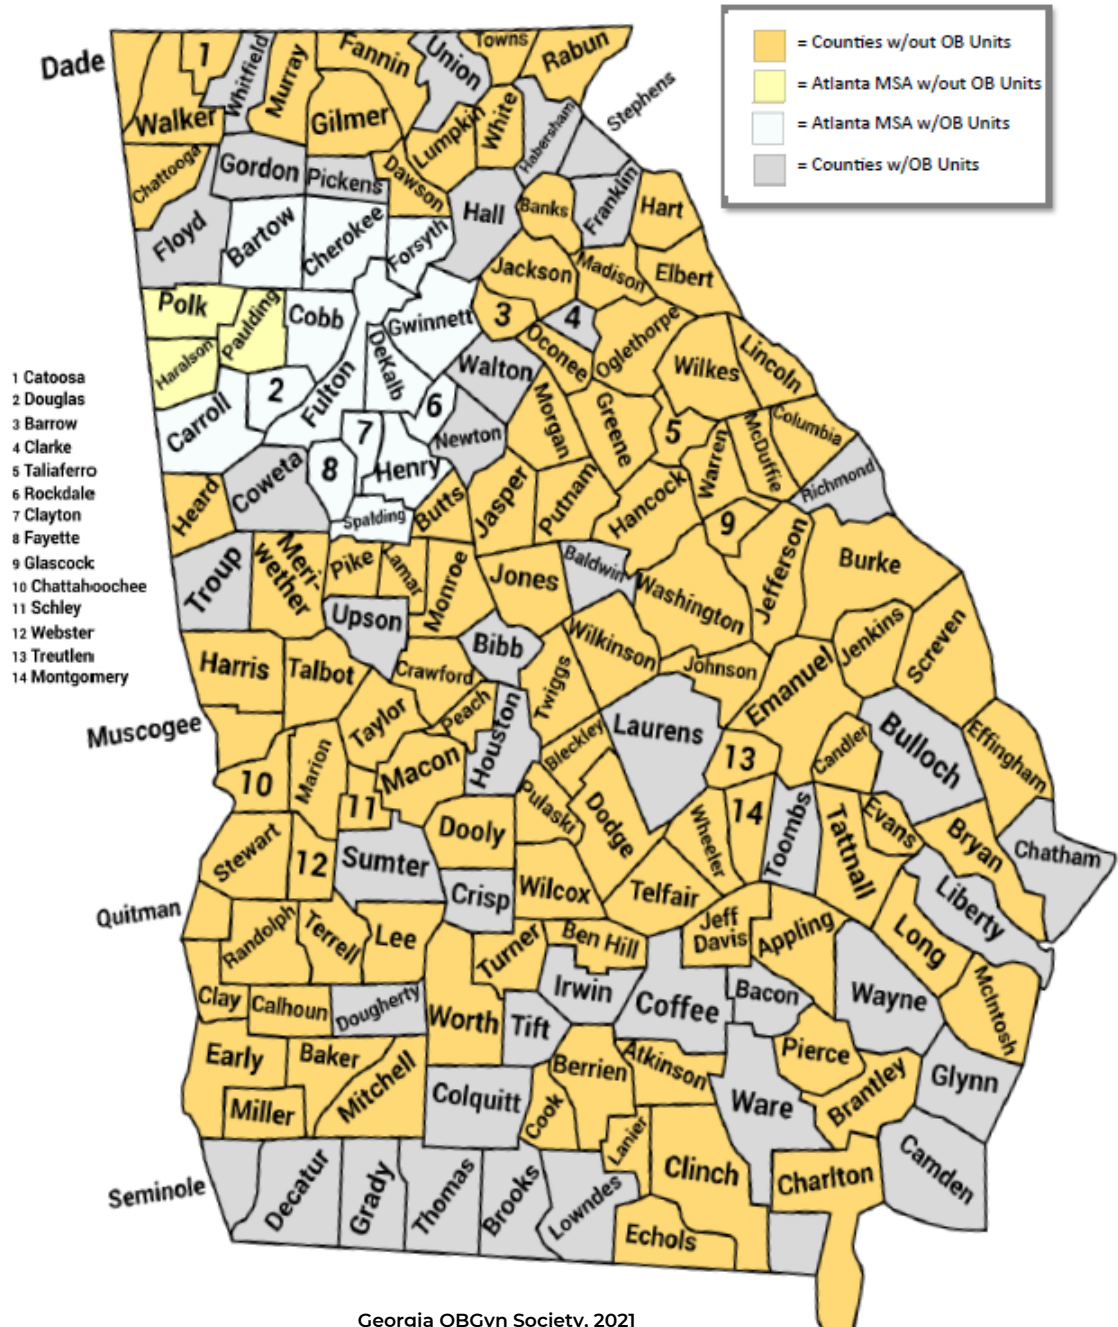 = Counties w/out OB Units
= Atlanta MSA w/out OB Units
= Atlanta MSA w/OB Units
= Counties w/OB Units
Dade
1
Whitfield
Murray
Fannin
Union
Towns
Rabun
Walker
Gilmer
Lumpkin
White
Habersham
Stephens
Chattooga
Gordon
Pickens
Dawson
Hall
Banks
Franklin
Hart
Floyd
Bartow
Cherokee
Forsyth
Jackson
Madison
Elbert
Polk
Paulding
Cobb
Gwinnett
3
4
Oconee
Oglethorpe
Haralson
DeKalb
Walton
Wilkes
Lincoln
1 Catoosa
2 Douglas
3 Barrow
4 Clarke
5 Taliaferro
6 Rockdale
7 Clayton
8 Fayette
9 Glascock
10 Chattahoochee
11 Schley
12 Webster
13 Treutlen
14 Montgomery
Carroll
2
Fulton
6
7
Newton
Morgan
Greene
5
Warren
McDuffie
Columbia
Richmond
Heard
Coweta
8
Henry
Spalding
Butts
Jasper
Putnam
Hancock
9
Jefferson
Burke
Troup
Meri-
wether
Pike
Lamar
Monroe
Jones
Baldwin
Washington
Upson
Bibb
Wilkinson
Johnson
Jenkins
Screven
Harris
Talbot
Crawford
Twiggs
Emanuel
Muscogee
Taylor
Peach
Houston
Laurens
Bleckley
13
Candler
Bulloch
Effingham
10
Marion
Macon
11
Dooly
Pulaski
Dodge
Wheeler
14
Toombs
Tattnall
Evans
Bryan
Chatham
Stewart
12
Sumter
Crisp
Wilcox
Telfair
Liberty
Quitman
Randolph
Terrell
Lee
Turner
Ben Hill
Jeff
Davis
Appling
Long
McIntosh
Clay
Calhoun
Dougherty
Worth
Tift
Irwin
Coffee
Bacon
Wayne
Early
Baker
Mitchell
Berrien
Atkinson
Pierce
Brantley
Glynn
Miller
Colquitt
Cook
Lanier
Ware
Clinch
Charlton
Camden
Seminole
Decatur
Grady
Thomas
Brooks
Lowndes
Echols
Georgia OBGyn Society, 2021